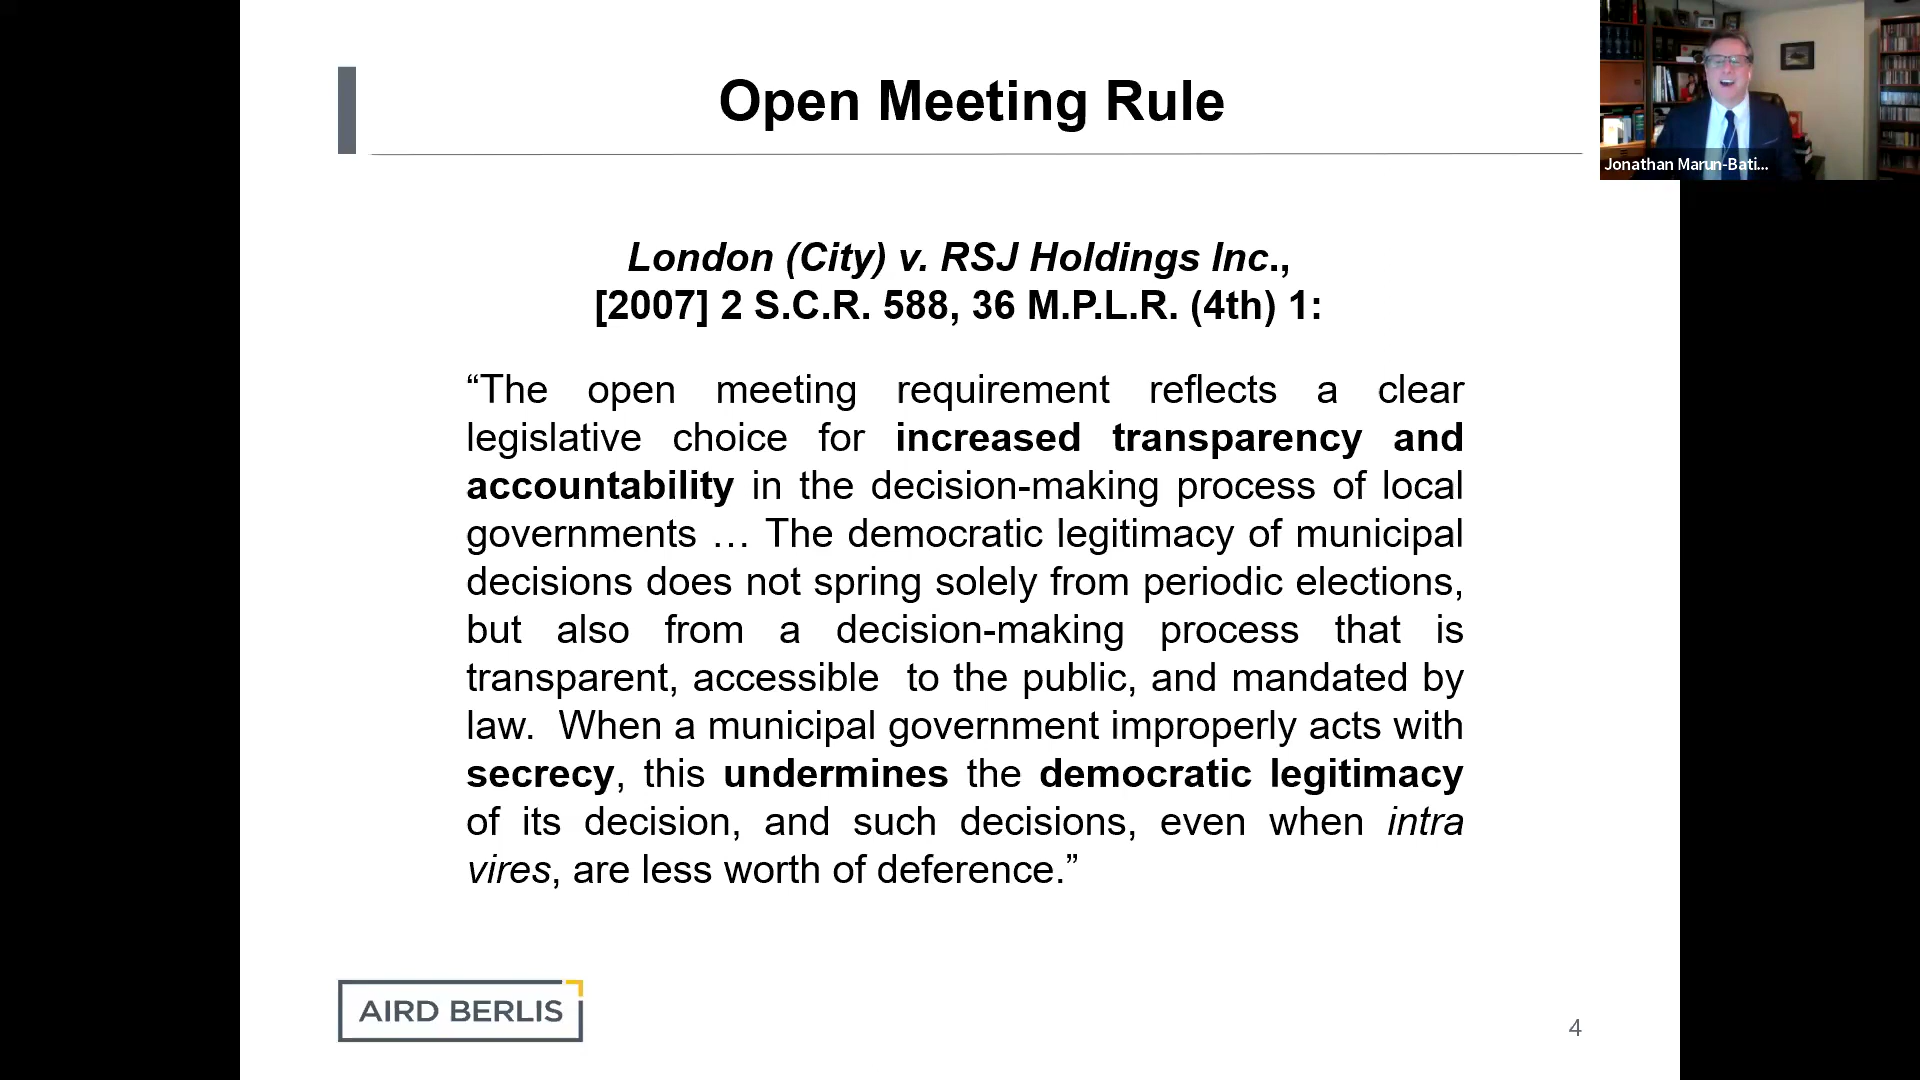 Open Meeting Rule
Jonathan Marun-Bati...
London (City) v. RSJ Holdings Inc.,
[2007] 2 S.C.R. 588, 36 M.P.L.R. (4th) 1:
“The open meeting requirement reflects a clear
legislative choice for increased transparency and
accountability in the decision-making process of local
governments … The democratic legitimacy of municipal
decisions does not spring solely from periodic elections,
but also from a decision-making process that is
transparent, accessible  to the public, and mandated by
law.  When a municipal government improperly acts with
secrecy, this undermines the democratic legitimacy
of its decision, and such decisions, even when intra
vires, are less worth of deference.”
AIRD BERLIS
4